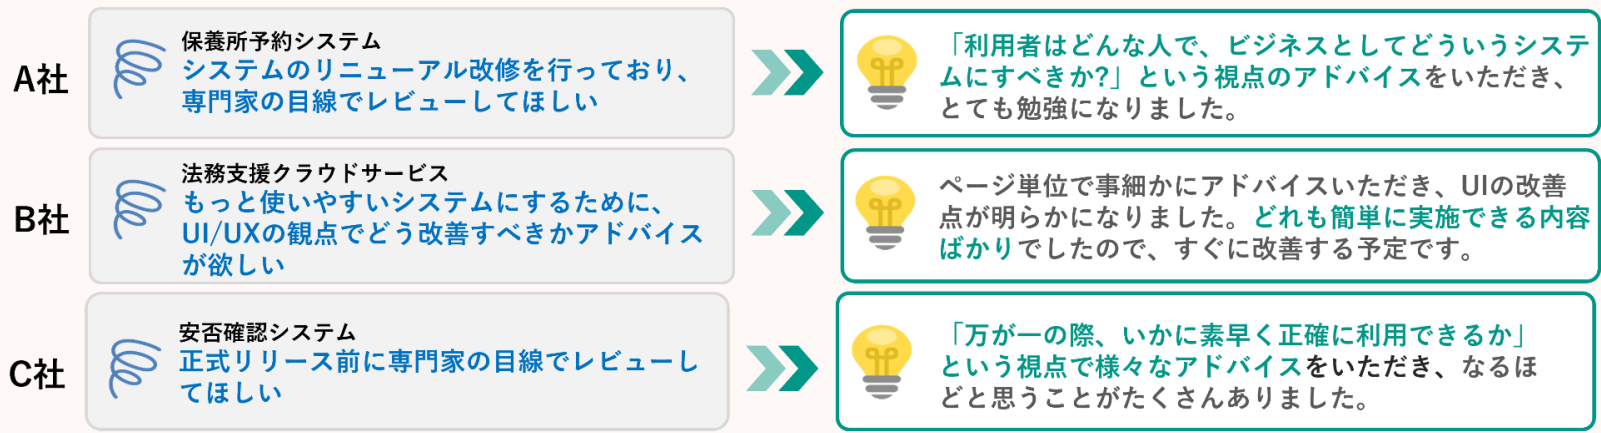 A社
保養所予約システム
システムのリニューアル改修を行っており、
専門家の目線でレビューしてほしい
「利用者はどんな人で、ビジネスとしてどういうシステ
ムにすべきか?」という視点のアドバイスをいただき、
とても勉強になりました。
B社
法務支援クラウドサービス
もっと使いやすいシステムにするために、
UI/UXの観点でどう改善すべきかアドバイス
が欲しい
ページ単位で事細かにアドバイスいただき、UIの改善
点が明らかになりました。どれも簡単に実施できる内容
ばかりでしたので、すぐに改善する予定です。
C社
安否確認システム
正式リリース前に専門家の目線でレビューし
てほしい
「万が一の際、いかに素早く正確に利用できるか」
という視点で様々なアドバイスをいただき、なるほ
どと思うことがたくさんありました。